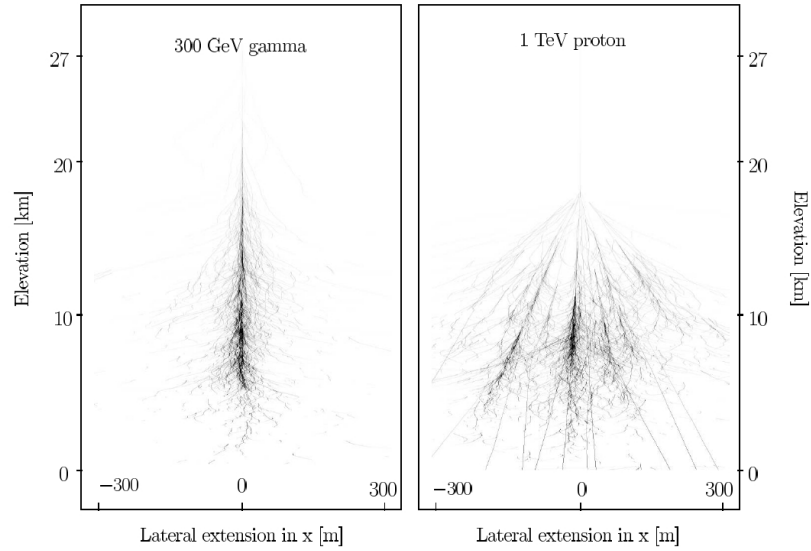 300 GeV gamma
27
20
10
0
Elevation [km]
−300
0
300
Lateral extension in x [m]
1 TeV proton
27
20
10
0
Elevation [km]
−300
0
300
Lateral extension in x [m]